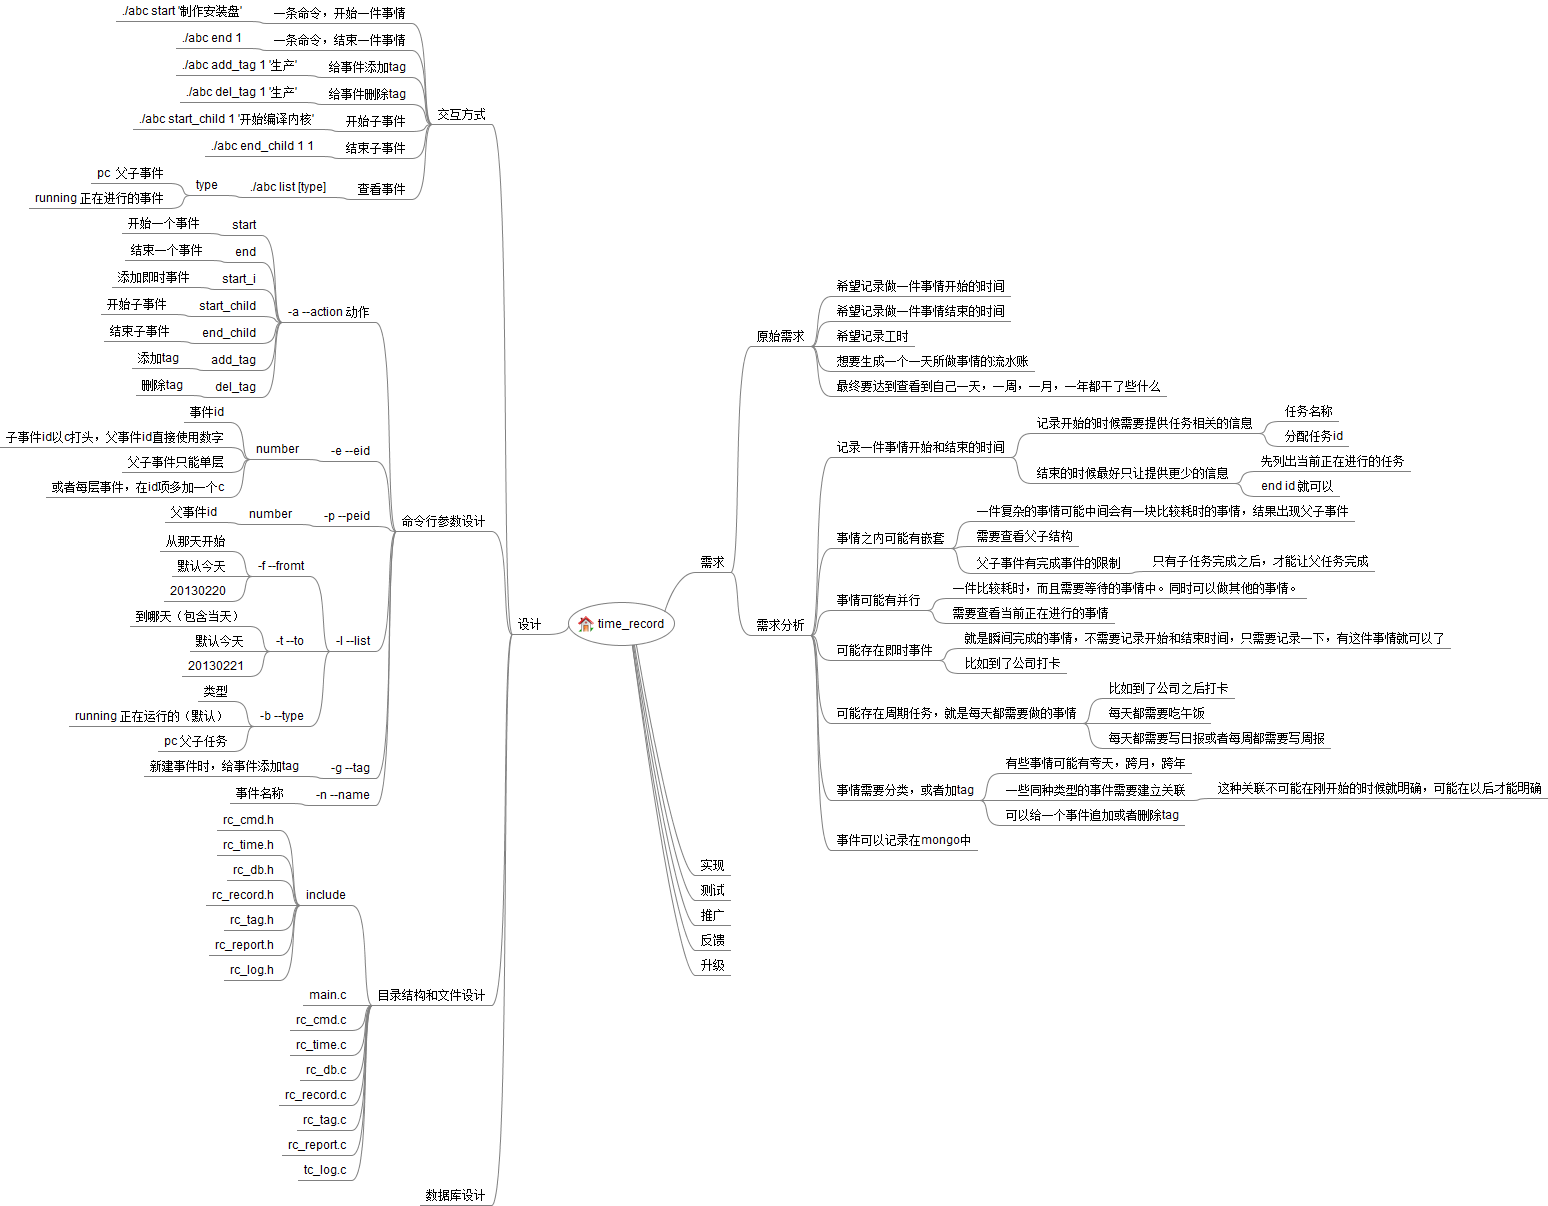 time_record
需求
原始需求
希望记录做一件事情开始的时间
希望记录做一件事情结束的时间
希望记录工时
想要生成一个一天所做事情的流水账
最终要达到查看到自己一天，一周，一月，一年都干了些什么
需求分析
记录一件事情开始和结束的时间
记录开始的时候需要提供任务相关的信息
任务名称
分配任务id
结束的时候最好只让提供更少的信息
先列出当前正在进行的任务
end id 就可以
事情之内可能有嵌套
一件复杂的事情可能中间会有一块比较耗时的事情，结果出现父子事件
需要查看父子结构
父子事件有完成事件的限制
只有子任务完成之后，才能让父任务完成
事情可能有并行
一件比较耗时，而且需要等待的事情中。同时可以做其他的事情。
需要查看当前正在进行的事情
可能存在即时事件
就是瞬间完成的事情，不需要记录开始和结束时间，只需要记录一下，有这件事情就可以了
比如到了公司打卡
可能存在周期任务，就是每天都需要做的事情
比如到了公司之后打卡
每天都需要吃午饭
每天都需要写日报或者每周都需要写周报
事情需要分类，或者加tag
有些事情可能有夸天，跨月，跨年
一些同种类型的事件需要建立关联
这种关联不可能在刚开始的时候就明确，可能在以后才能明确
可以给一个事件追加或者删除tag
事件可以记录在mongo中
实现
测试
推广
反馈
升级
设计
交互方式
一条命令，开始一件事情
./abc start '制作安装盘'
一条命令，结束一件事情
./abc end 1
给事件添加tag
./abc add_tag 1 '生产'
给事件删除tag
./abc del_tag 1 '生产'
开始子事件
./abc start_child 1 '开始编译内核'
结束子事件
./abc end_child 1 1
查看事件
./abc list [type]
type
pc 父子事件
running 正在进行的事件
命令行参数设计
-a --action 动作
start
开始一个事件
end
结束一个事件
start_i
添加即时事件
start_child
开始子事件
end_child
结束子事件
add_tag
添加tag
del_tag
删除tag
-e --eid
number
事件id
子事件id以c打头，父事件id直接使用数字
父子事件只能单层
或者每层事件，在id项多加一个c
-p --peid
number
父事件id
-l --list
-f --fromt
从那天开始
默认今天
20130220
-t --to
到哪天（包含当天）
默认今天
20130221
-b --type
类型
running 正在运行的（默认）
pc 父子任务
-g --tag
新建事件时，给事件添加tag
-n --name
事件名称
目录结构和文件设计
include
rc_cmd.h
rc_time.h
rc_db.h
rc_record.h
rc_tag.h
rc_report.h
rc_log.h
main.c
rc_cmd.c
rc_time.c
rc_db.c
rc_record.c
rc_tag.c
rc_report.c
tc_log.c
数据库设计